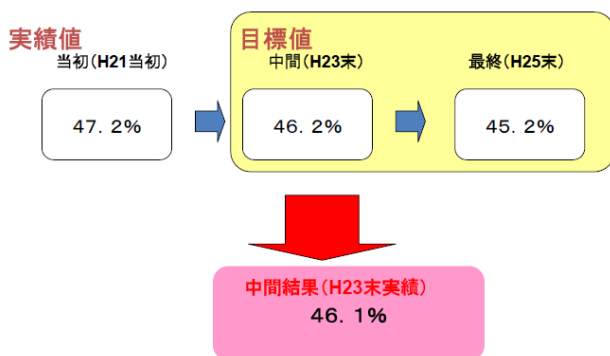 実績値
当初(H21当初)
47.2%
目標値
中間(H23末)
46.2%
最終(H25末)
45.2%
中間結果(H23末実績)
46.1%